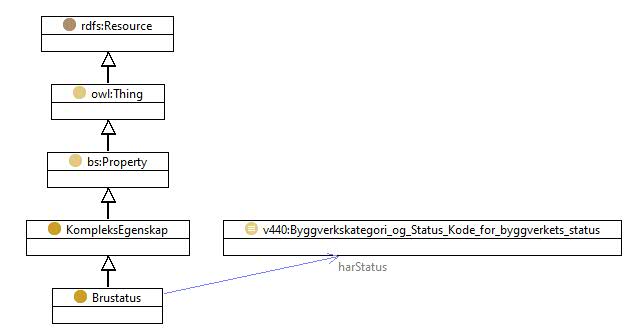 rdfs:Resource
owl:Thing
bs:Property
KompleksEgenskap
v440:Byggverkskategori_og_Status_Kode_for_byggverkets_status
harStatus
Brustatus